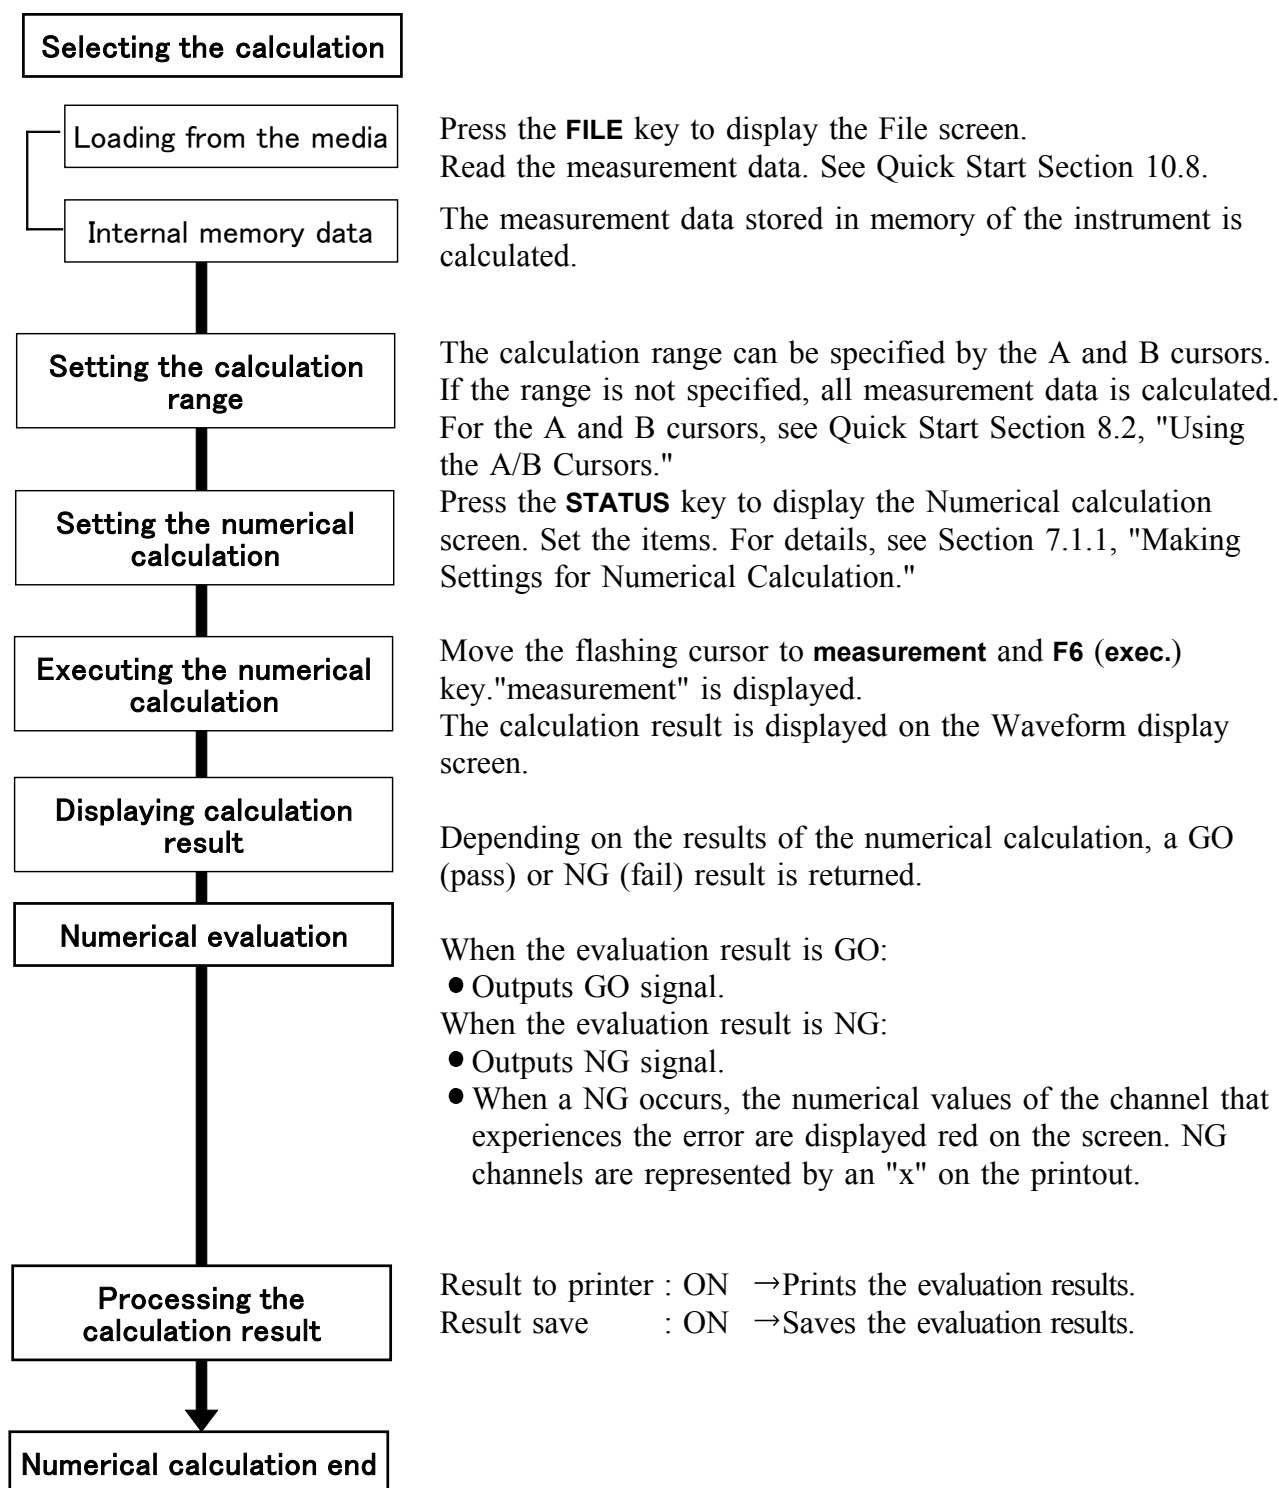 Selecting the calculation
Loading from the media
Press the FILE key to display the File screen.
Read the measurement data. See Quick Start Section 10.8.
Internal memory data
The measurement data stored in memory of the instrument is
calculated.
Setting the calculation
range
The calculation range can be specified by the A and B cursors.
If the range is not specified, all measurement data is calculated.
For the A and B cursors, see Quick Start Section 8.2, "Using
the A/B Cursors."
Setting the numerical
calculation
Press the STATUS key to display the Numerical calculation
screen. Set the items. For details, see Section 7.1.1, "Making
Settings for Numerical Calculation."
Executing the numerical
calculation
Move the flashing cursor to measurement and F6 (exec.)
key."measurement" is displayed.
The calculation result is displayed on the Waveform display
screen.
Displaying calculation
result
Depending on the results of the numerical calculation, a GO
(pass) or NG (fail) result is returned.
Numerical evaluation
When the evaluation result is GO:
● Outputs GO signal.
When the evaluation result is NG:
● Outputs NG signal.
● When a NG occurs, the numerical values of the channel that
experiences the error are displayed red on the screen. NG
channels are represented by an "x" on the printout.
Processing the
calculation result
Result to printer : ON →Prints the evaluation results.
Result save : ON →Saves the evaluation results.
Numerical calculation end